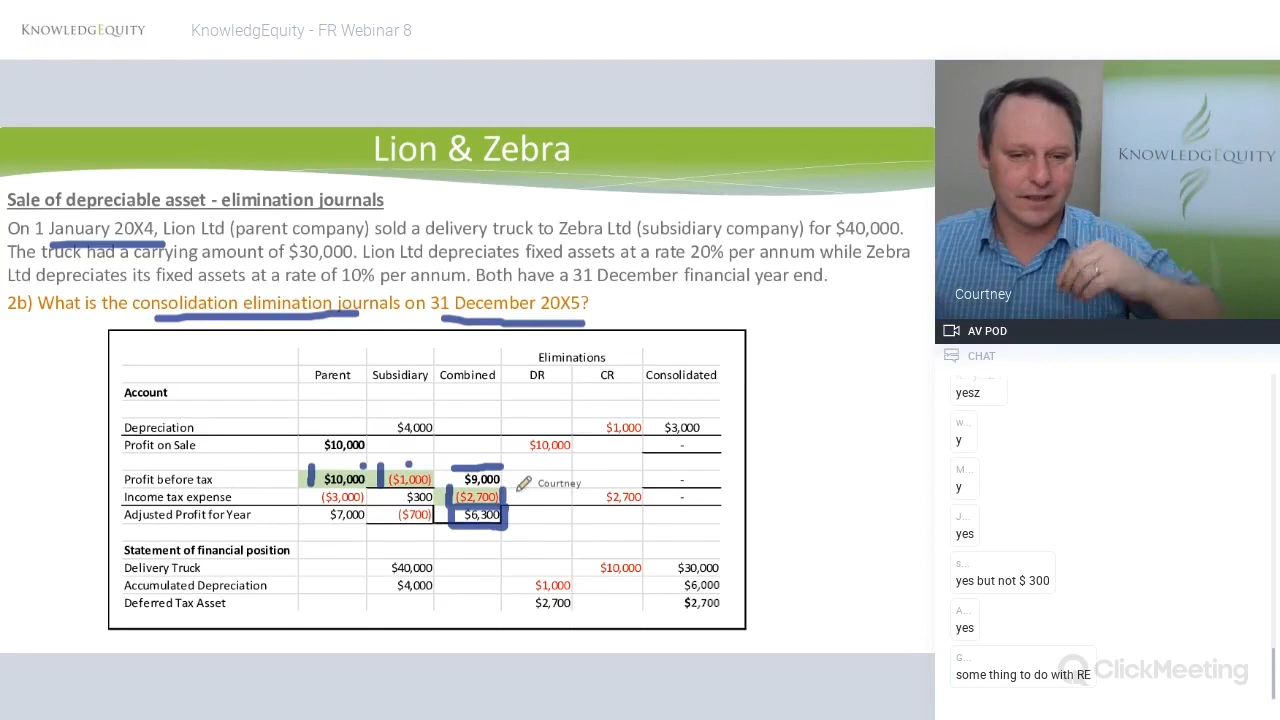 KNOWLEDGEQUITY
KnowledgEquity - FR Webinar 8
Lion & Zebra
Sale of depreciable asset - elimination journals
On 1 January 20X4, Lion Ltd (parent company) sold a delivery truck to Zebra Ltd (subsidiary company) for $40,000.
The truck had a carrying amount of $30,000. Lion Ltd depreciates fixed assets at a rate 20% per annum while Zebra
Ltd depreciates its fixed assets at a rate of 10% per annum. Both have a 31 December financial year end.
2b) What is the consolidation elimination journals on 31 December 20X5?
Eliminations
Parent Subsidiary Combined DR CR Consolidated
Account
Depreciation $4,000 $1,000 $3,000
Profit on Sale $10,000 $10,000 -
Profit before tax $10,000 ($1,000) $9,000 -
Courtney
Income tax expense ($3,000) $300 ($2,700) $2,700 -
Adjusted Profit for Year $7,000 ($700) $6,300
Statement of financial position
Delivery Truck $40,000 $10,000 $30,000
Accumulated Depreciation $4,000 $1,000 $6,000
Deferred Tax Asset $2,700 $2,700
KNOWLEDGEQUITY
Courtney
AV POD
CHAT
yesz
w...
y
M...
y
J...
yes
s...
yes but not $ 300
A...
yes
G...
some thing to do with RE
ClickMeeting